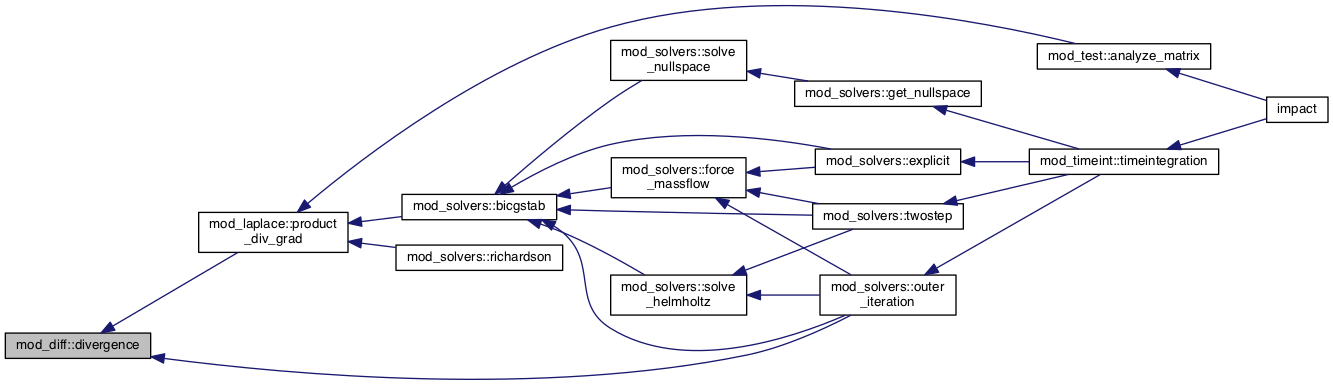 mod_solvers::solve
_nullspace
mod_test::analyze_matrix
mod_solvers::get_nullspace
impact
mod_solvers::explicit
mod_timeint::timeintegration
mod_solvers::force
_massflow
mod_solvers::bicgstab
mod_solvers::twostep
mod_laplace::product
_div_grad
mod_solvers::richardson
mod_solvers::solve
_helmholtz
mod_solvers::outer
_iteration
mod_diff::divergence